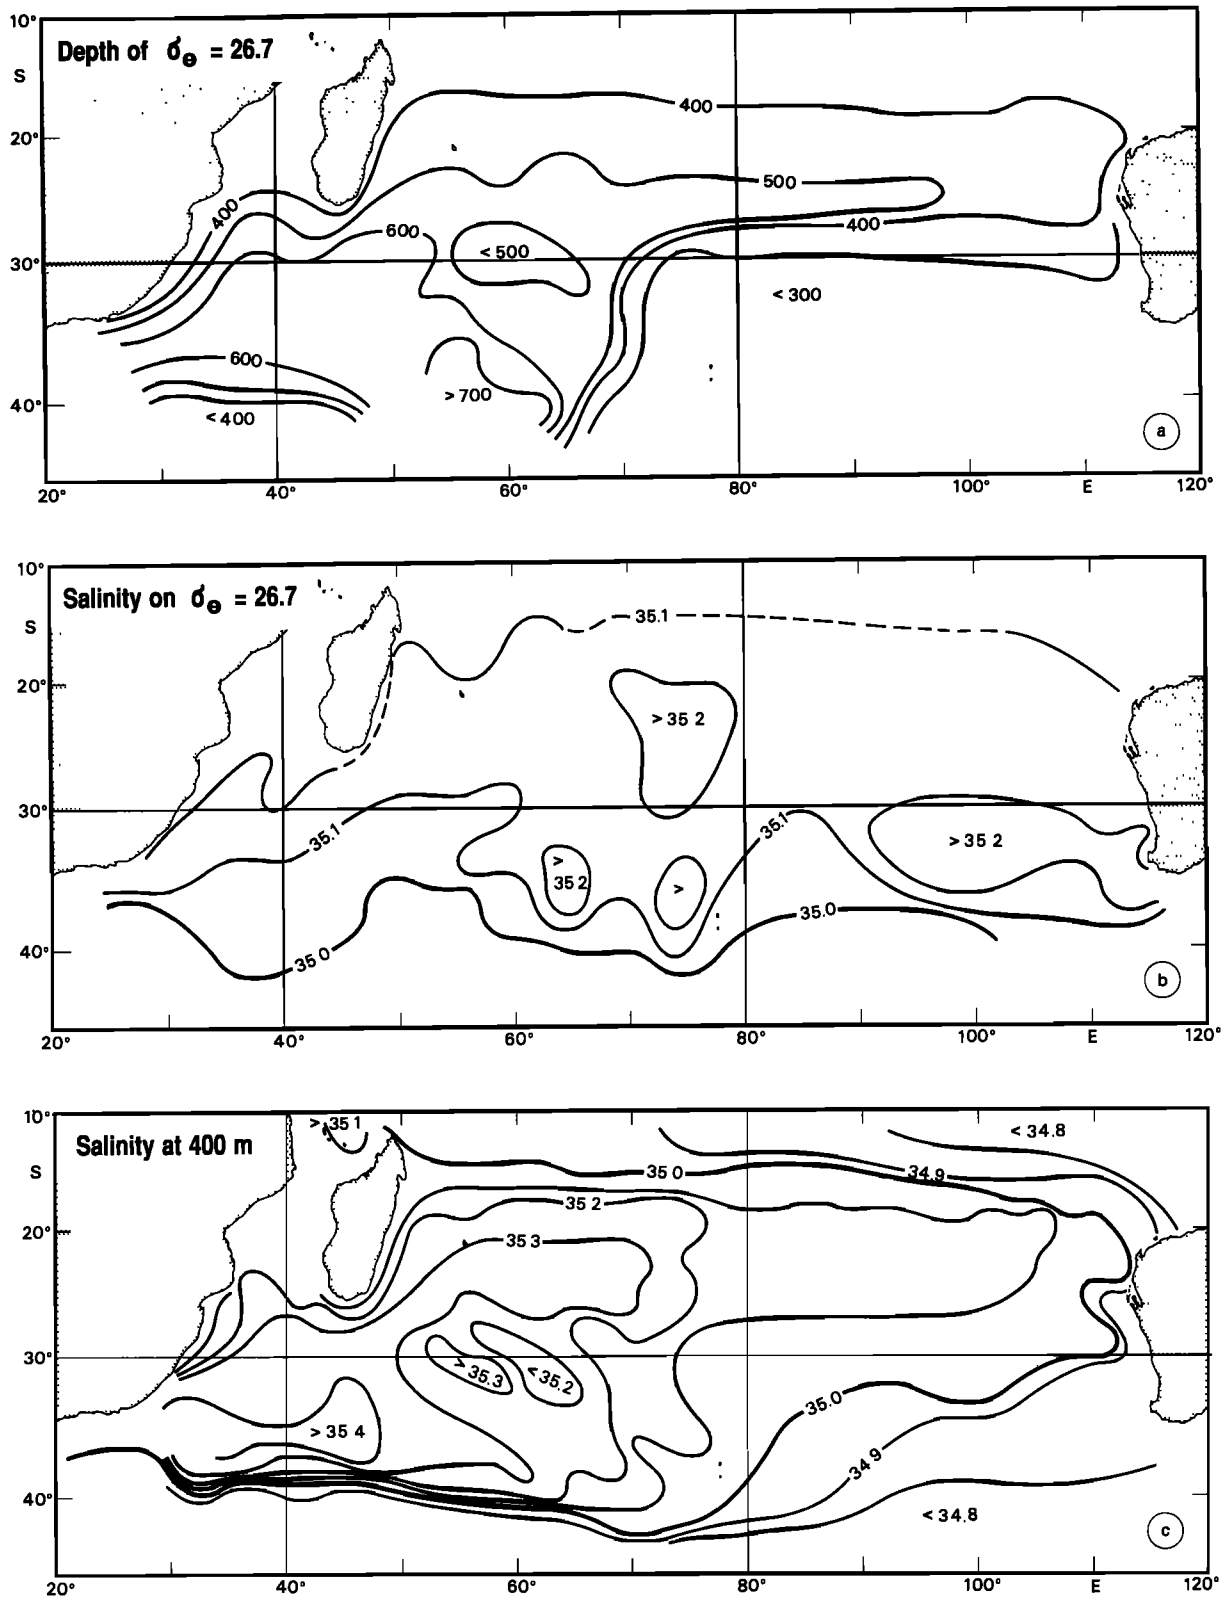 10°
Depth of σθ = 26.7
S
400
20°
500
400
400
600
< 500
30°
< 300
600
> 700
40°
< 400
a
20° 40° 60° 80° 100° E 120°
10°
Salinity on σθ = 26.7
S
35.1
20°
> 35 2
30°
35.1
35.1
> 35 2
>
35 2
>
35.0
40°
35 0
b
20° 40° 60° 80° 100° E 120°
10°
> 35 1
< 34.8
Salinity at 400 m
S
35 0
34.9
35 2
20°
35 3
30°
> 35.3
< 35.2
35.0
> 35 4
34 9
40°
< 34.8
c
20° 40° 60° 80° 100° E 120°